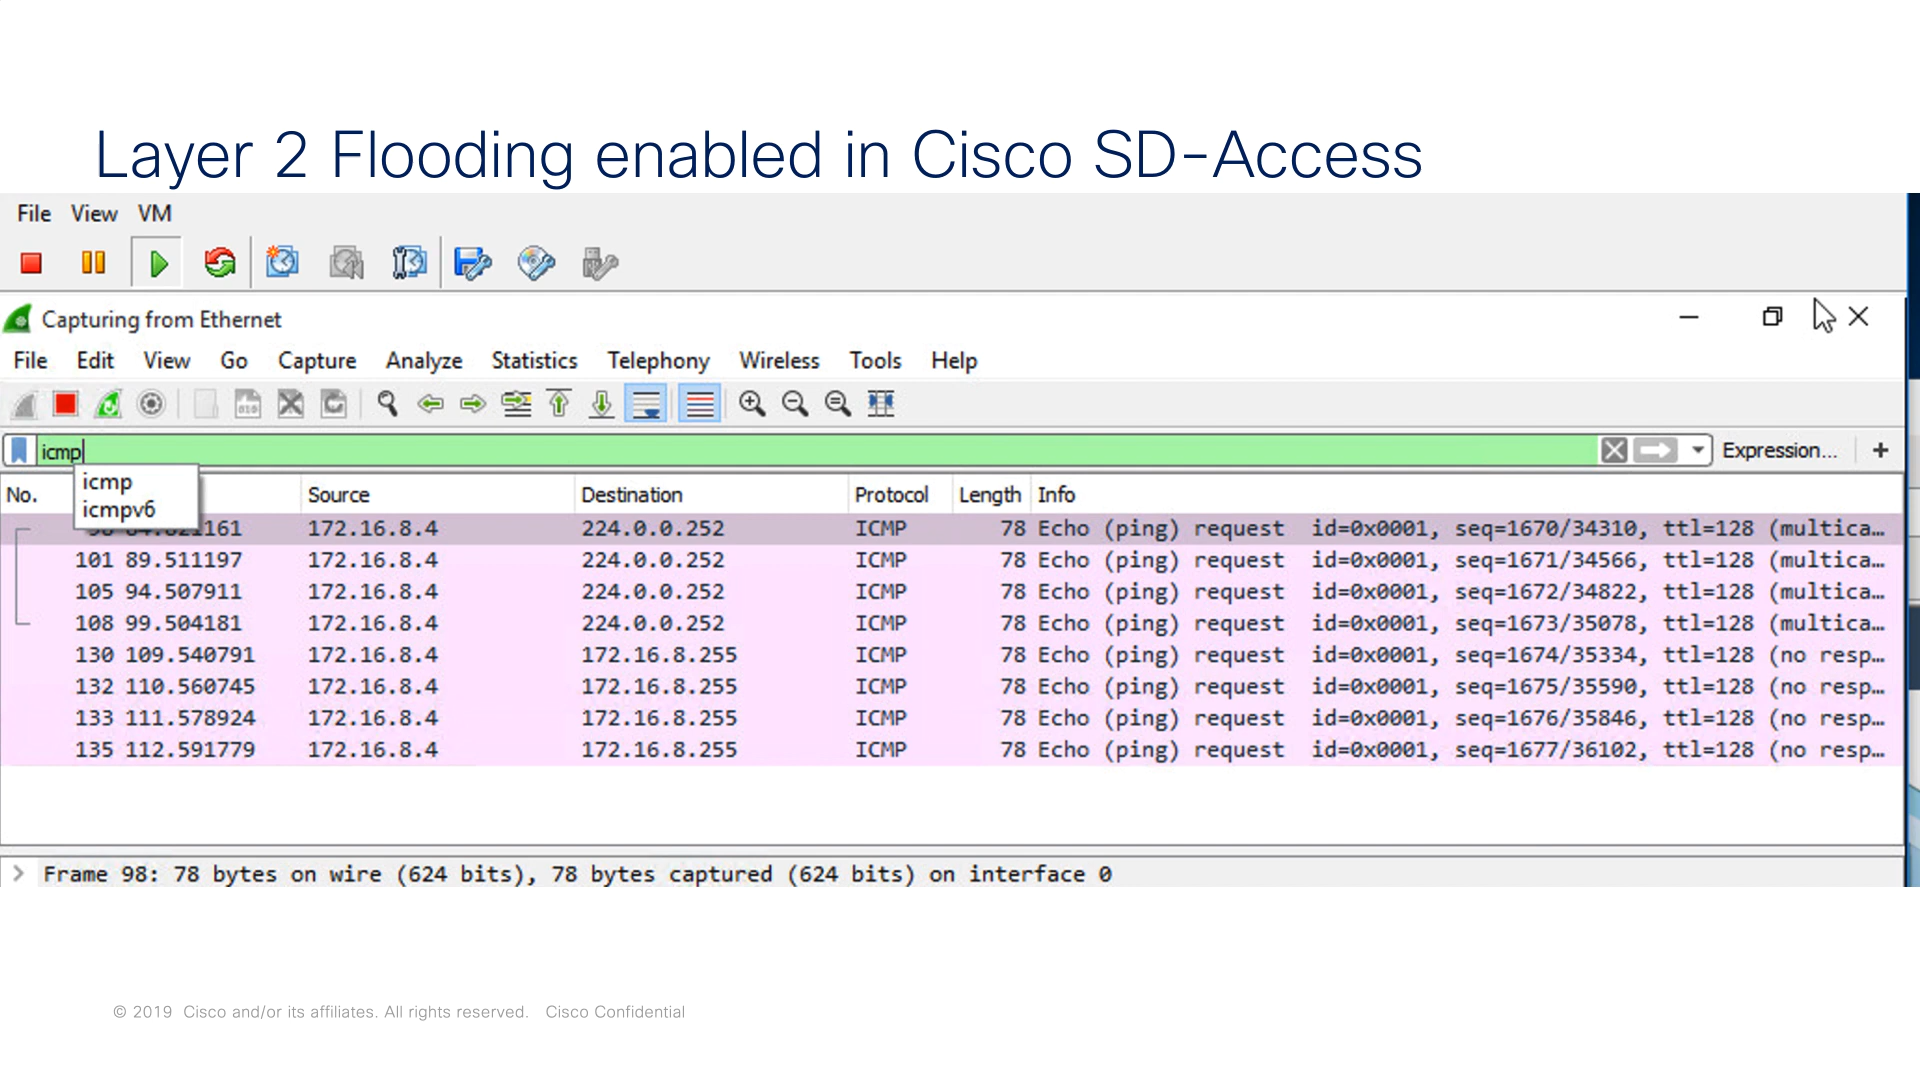 Layer 2 Flooding enabled in Cisco SD-Access
File View VM
Capturing from Ethernet
File Edit View Go Capture Analyze Statistics Telephony Wireless Tools Help
icmp Expression... +
icmp
icmpv6
No. Source Destination Protocol Length Info
172.16.8.4 224.0.0.252 ICMP 78 Echo (ping) request id=0x0001, seq=1670/34310, ttl=128 (multica…
101 89.511197 172.16.8.4 224.0.0.252 ICMP 78 Echo (ping) request id=0x0001, seq=1671/34566, ttl=128 (multica…
105 94.507911 172.16.8.4 224.0.0.252 ICMP 78 Echo (ping) request id=0x0001, seq=1672/34822, ttl=128 (multica…
108 99.504181 172.16.8.4 224.0.0.252 ICMP 78 Echo (ping) request id=0x0001, seq=1673/35078, ttl=128 (multica…
130 109.540791 172.16.8.4 172.16.8.255 ICMP 78 Echo (ping) request id=0x0001, seq=1674/35334, ttl=128 (no resp…
132 110.560745 172.16.8.4 172.16.8.255 ICMP 78 Echo (ping) request id=0x0001, seq=1675/35590, ttl=128 (no resp…
133 111.578924 172.16.8.4 172.16.8.255 ICMP 78 Echo (ping) request id=0x0001, seq=1676/35846, ttl=128 (no resp…
135 112.591779 172.16.8.4 172.16.8.255 ICMP 78 Echo (ping) request id=0x0001, seq=1677/36102, ttl=128 (no resp…
Frame 98: 78 bytes on wire (624 bits), 78 bytes captured (624 bits) on interface 0
© 2019 Cisco and/or its affiliates. All rights reserved. Cisco Confidential